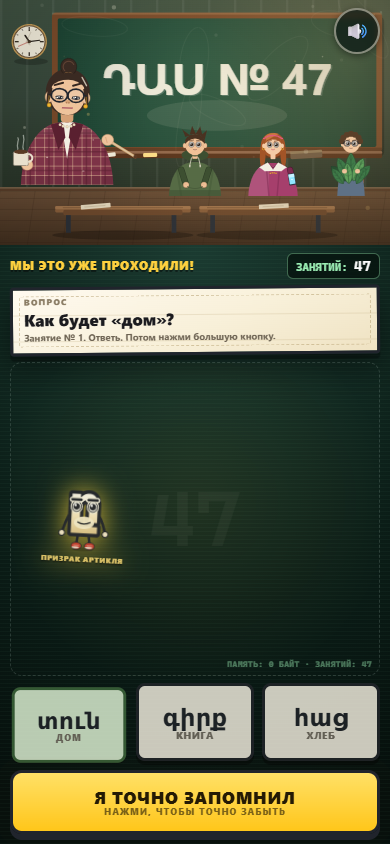 ԴԱՍ № 47
МЫ ЭТО УЖЕ ПРОХОДИЛИ!
ЗАНЯТИЙ: 47
ВОПРОС
Как будет «дом»?
Занятие № 1. Ответь. Потом нажми большую кнопку.
47
ПРИЗРАК АРТИКЛЯ
ПАМЯТЬ: 0 БАЙТ · ЗАНЯТИЙ: 47
տուն
ДОМ
գիրք
КНИГА
հաց
ХЛЕБ
Я ТОЧНО ЗАПОМНИЛ
НАЖМИ, ЧТОБЫ ТОЧНО ЗАБЫТЬ